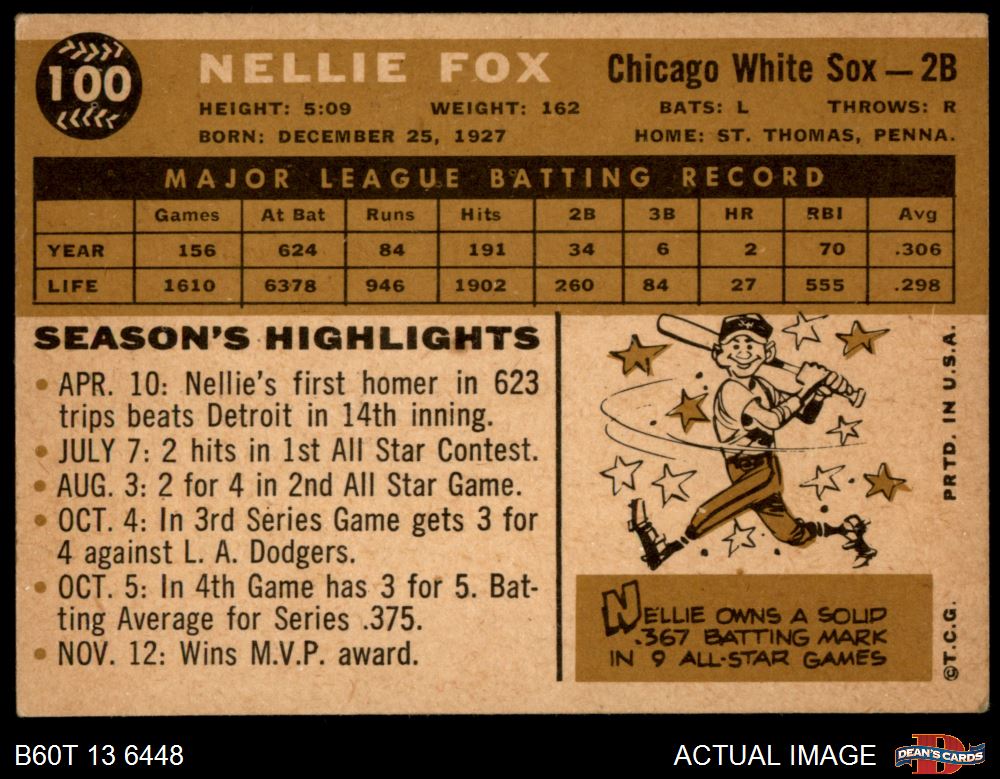 100
NELLIE FOX
Chicago White Sox — 2B
HEIGHT: 5:09 WEIGHT: 162 BATS: L THROWS: R
BORN: DECEMBER 25, 1927 HOME: ST. THOMAS, PENNA.
MAJOR LEAGUE BATTING RECORD
Games At Bat Runs Hits 2B 3B HR RBI Avg
YEAR 156 624 84 191 34 6 2 70 .306
LIFE 1610 6378 946 1902 260 84 27 555 .298
SEASON'S HIGHLIGHTS
• APR. 10: Nellie's first homer in 623
trips beats Detroit in 14th inning.
• JULY 7: 2 hits in 1st All Star Contest.
• AUG. 3: 2 for 4 in 2nd All Star Game.
• OCT. 4: In 3rd Series Game gets 3 for
4 against L. A. Dodgers.
• OCT. 5: In 4th Game has 3 for 5. Bat-
ting Average for Series .375.
• NOV. 12: Wins M.V.P. award.
NELLIE OWNS A SOLID
.367 BATTING MARK
IN 9 ALL-STAR GAMES
©T.C.G. PRTD. IN U.S.A.
B60T 13 6448
ACTUAL IMAGE
D
DEAN'S CARDS